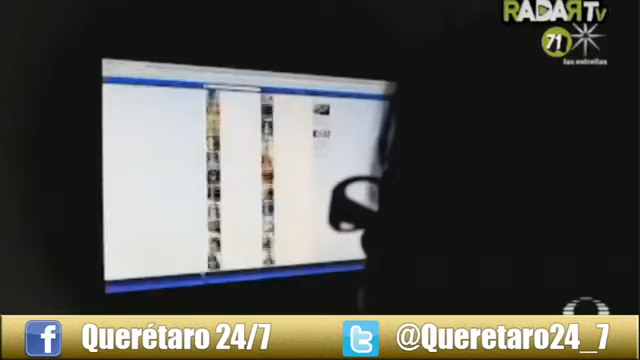 RADAR TV
71
las estrellas
Querétaro 24/7
@Queretaro24_7